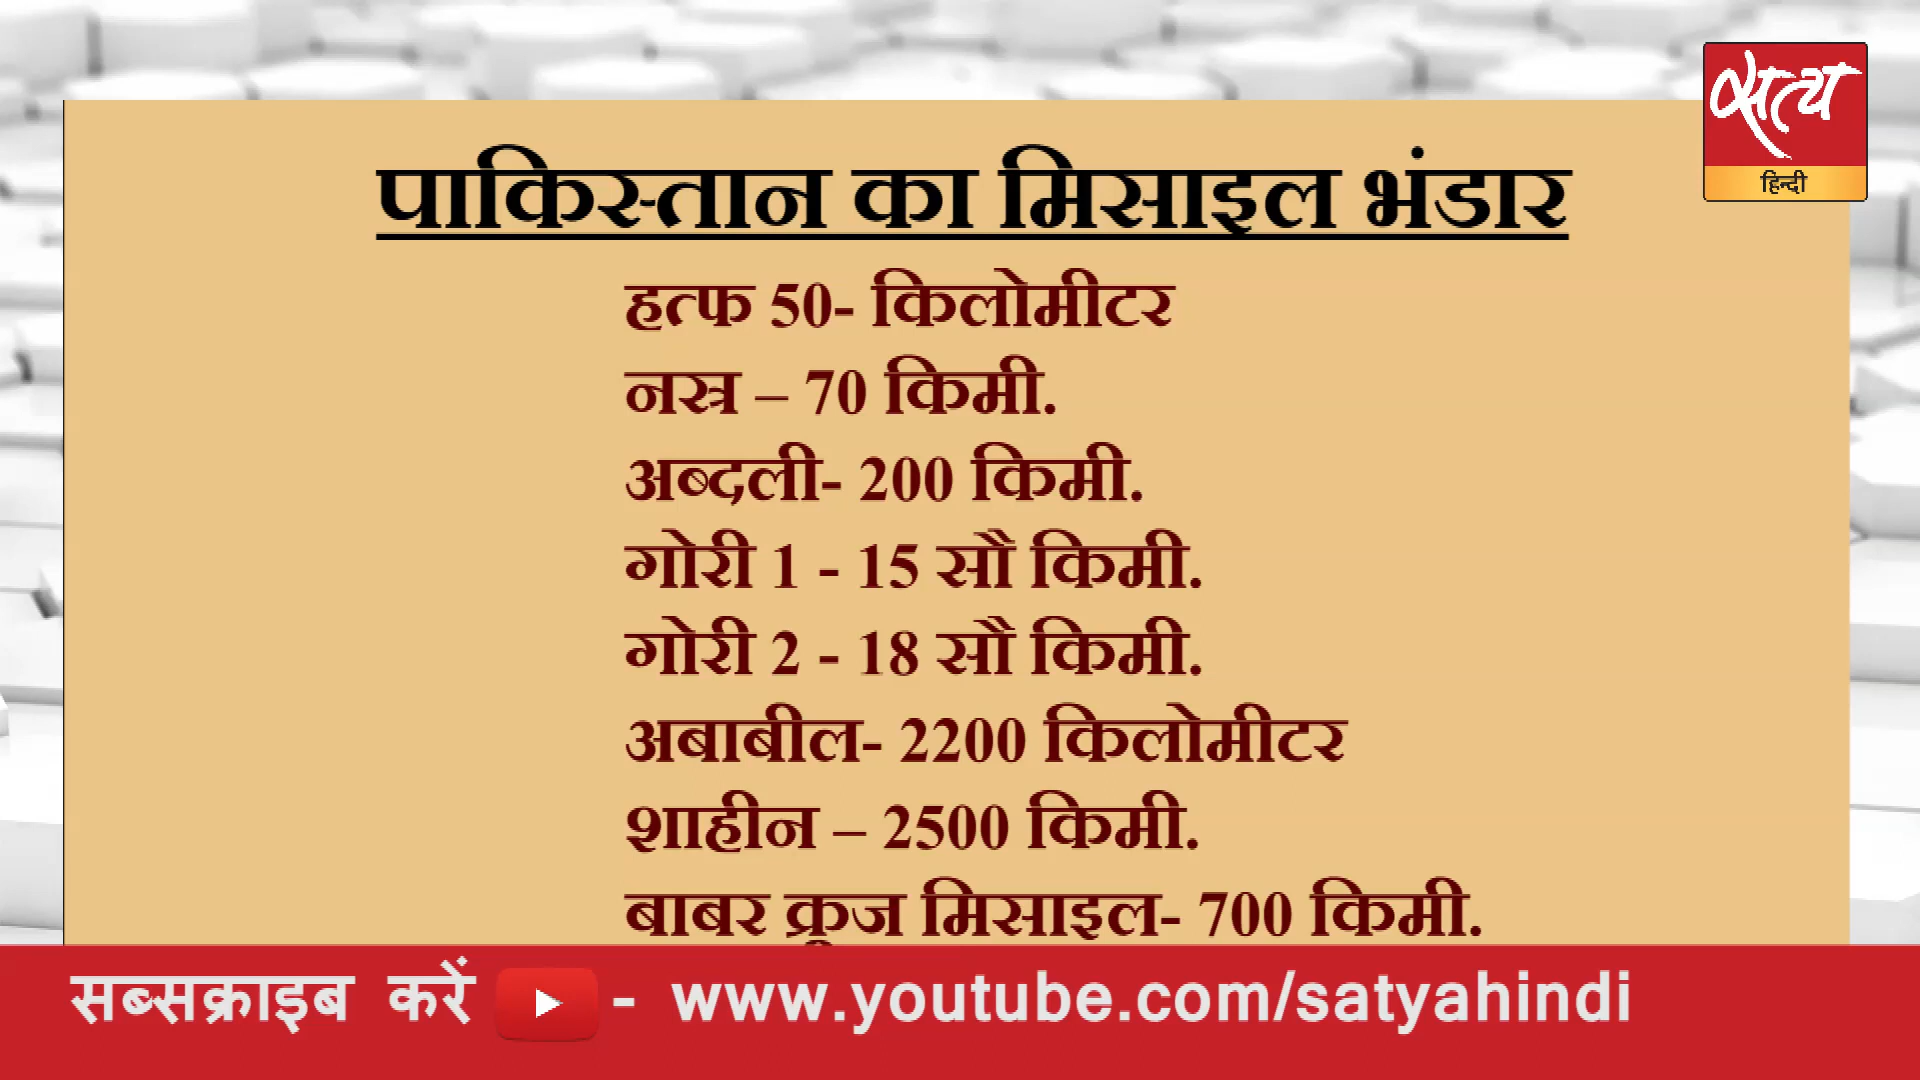 सत्य
हिन्दी
पाकिस्तान का मिसाइल भंडार
हत्फ 50- किलोमीटर
नस्र – 70 किमी.
अब्दली- 200 किमी.
गोरी 1 - 15 सौ किमी.
गोरी 2 - 18 सौ किमी.
अबाबील- 2200 किलोमीटर
शाहीन – 2500 किमी.
बाबर क्रूज मिसाइल- 700 किमी.
सब्सक्राइब करें - www.youtube.com/satyahindi